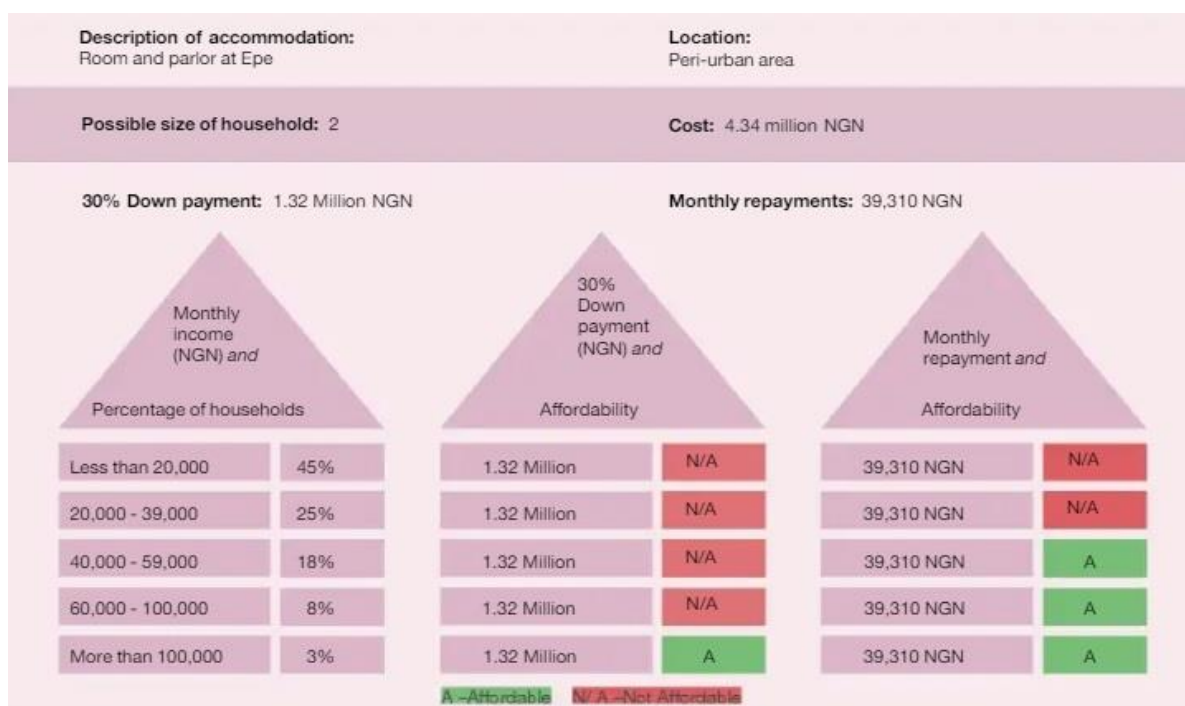 Description of accommodation:
Room and parlor at Epe
Location:
Peri-urban area
Possible size of household: 2
Cost: 4.34 million NGN
30% Down payment: 1.32 Million NGN
Monthly repayments: 39,310 NGN
Monthly
income
(NGN) and
Percentage of households
30%
Down
payment
(NGN) and
Affordability
Monthly
repayment and
Affordability
Less than 20,000 45% 1.32 Million N/A 39,310 NGN N/A
20,000 - 39,000 25% 1.32 Million N/A 39,310 NGN N/A
40,000 - 59,000 18% 1.32 Million N/A 39,310 NGN A
60,000 - 100,000 8% 1.32 Million N/A 39,310 NGN A
More than 100,000 3% 1.32 Million A 39,310 NGN A
A –Affordable N/ A –Not Affordable